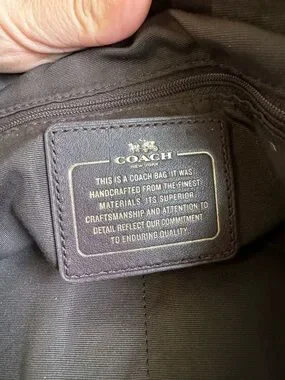 COACH
NEW YORK
THIS IS A COACH BAG. IT WAS
HANDCRAFTED FROM THE FINEST
MATERIALS. ITS SUPERIOR
CRAFTSMANSHIP AND ATTENTION TO
DETAIL REFLECT OUR COMMITMENT
TO ENDURING QUALITY.